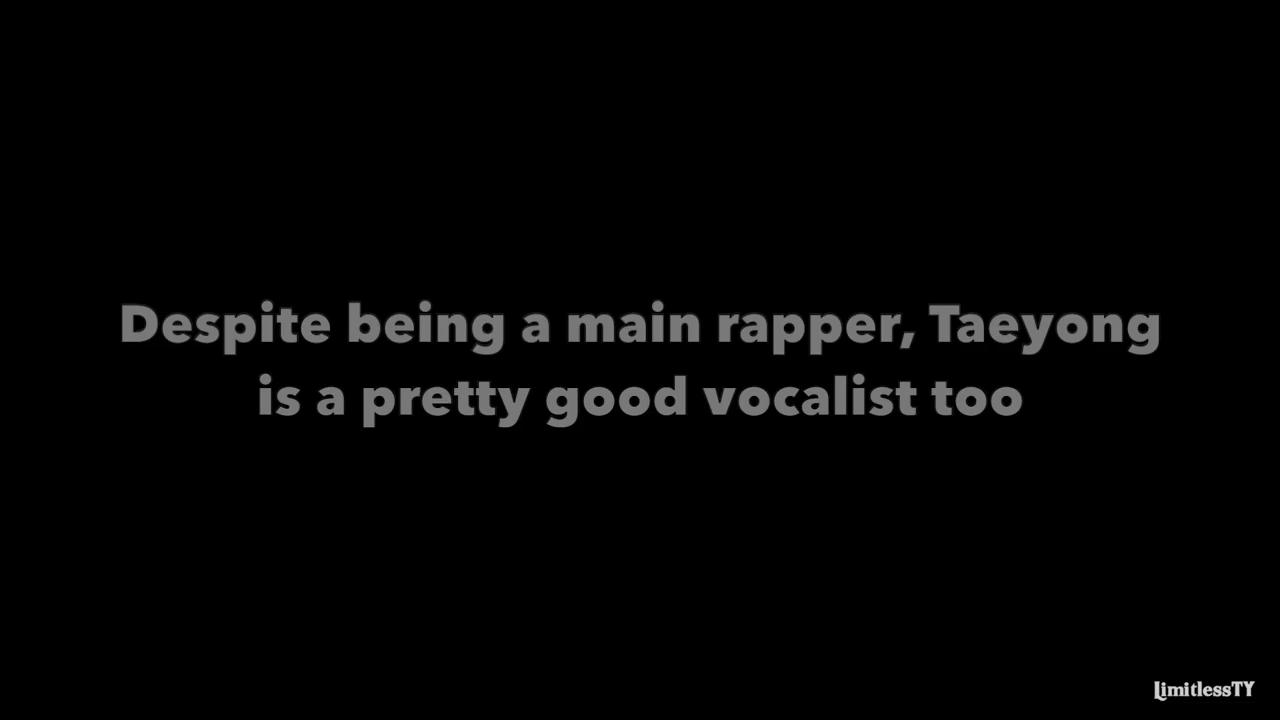 Despite being a main rapper, Taeyong
is a pretty good vocalist too
LimitlessTY